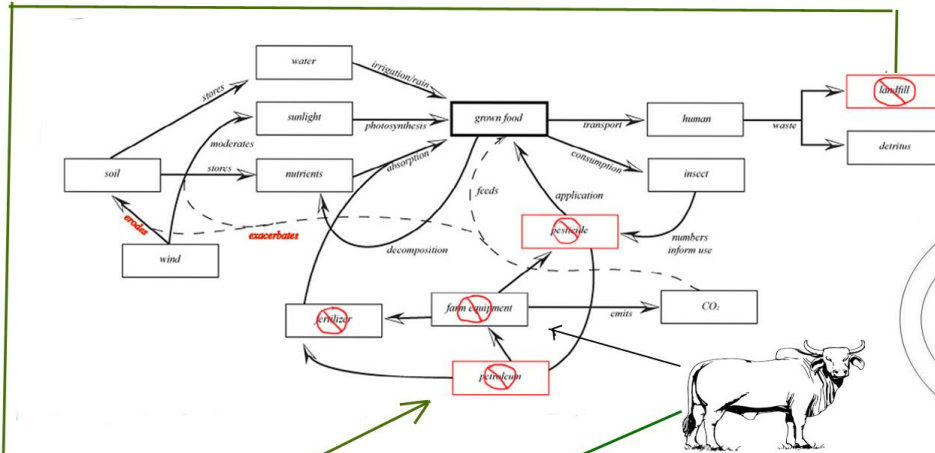 water
irrigation/rain
stores
landfill
sunlight
photosynthesis
grown food
transport
human
waste
moderates
detritus
absorption
consumption
soil
stores
nutrients
insect
feeds
application
erodes
exacerbates
pesticide
decomposition
numbers
inform use
wind
farm equipment
CO₂
emits
fertilizer
petroleum